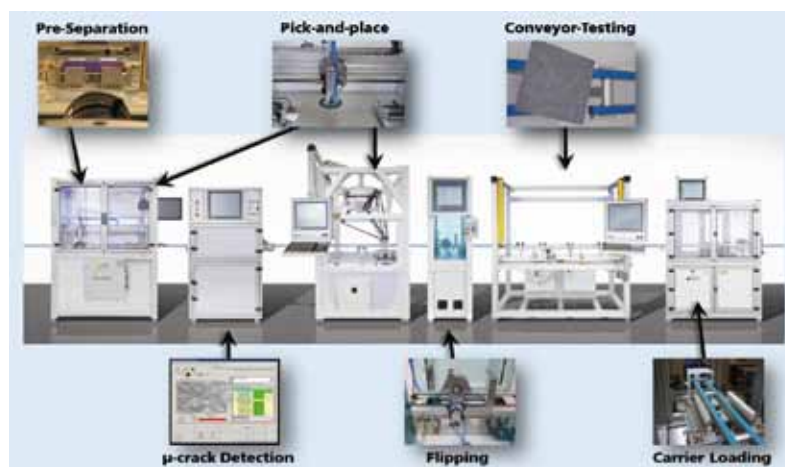 Pre-Separation
Pick-and-place
Conveyor-Testing
µ-crack Detection
Flipping
Carrier Loading